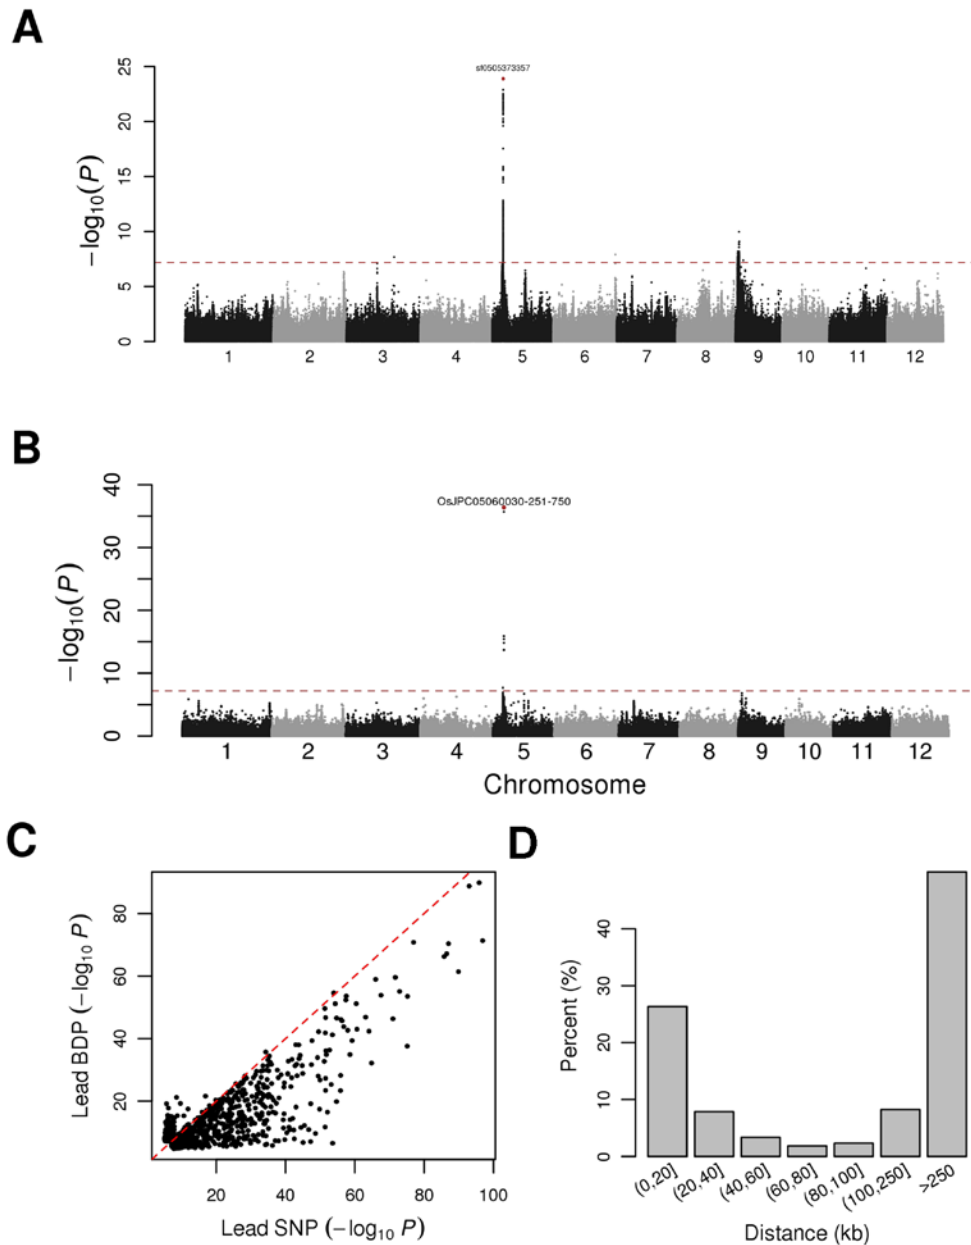 A
sf0505373357
25
20
15
10
5
0
−log10(P)
1 2 3 4 5 6 7 8 9 10 11 12
B
OsJPC05060030-251-750
40
30
20
10
0
−log10(P)
1 2 3 4 5 6 7 8 9 10 11 12
Chromosome
C
80
60
40
20
Lead BDP (−log10 P)
20 40 60 80 100
Lead SNP (−log10 P)
D
40
30
20
10
0
Percent (%)
(0,20] (20,40] (40,60] (60,80] (80,100] (100,250] >250
Distance (kb)